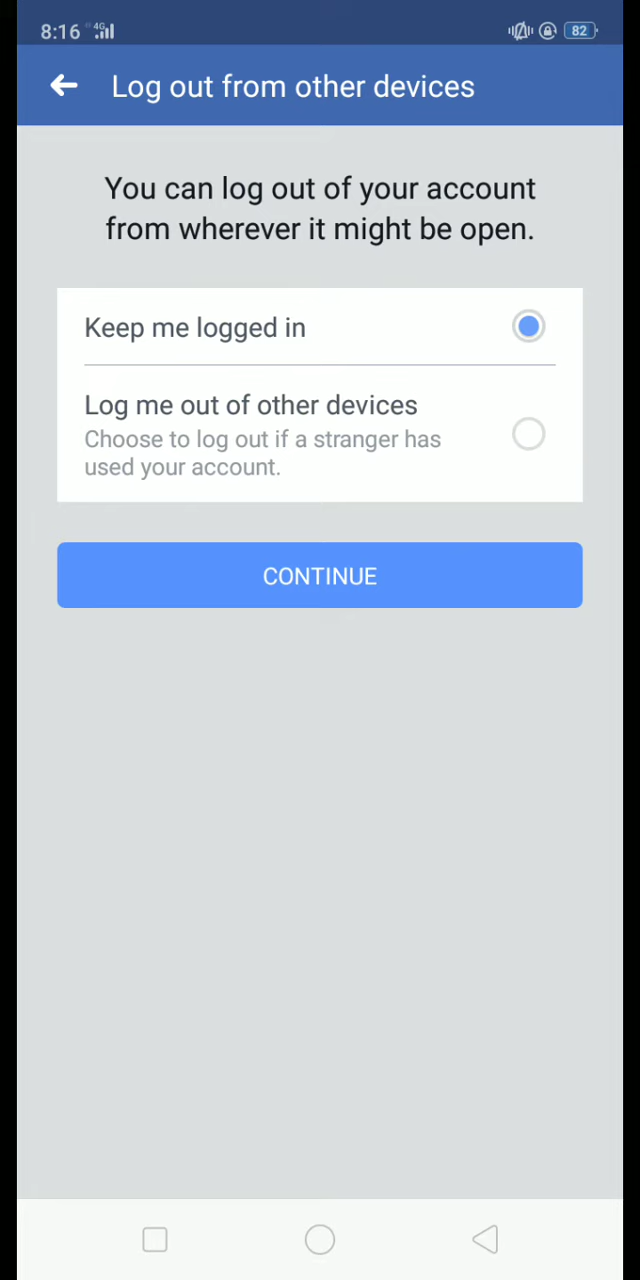 8:16 4G 82
Log out from other devices
You can log out of your account
from wherever it might be open.
Keep me logged in
Log me out of other devices
Choose to log out if a stranger has
used your account.
CONTINUE